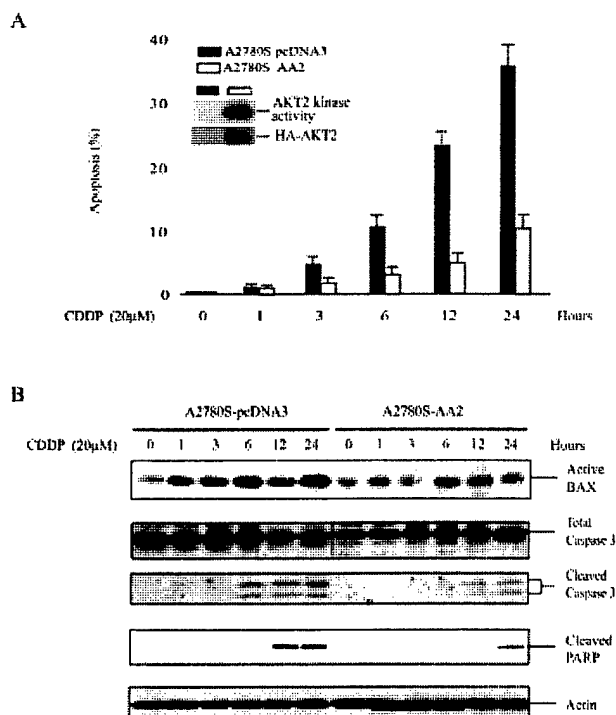 A
40
A2780S pcDNA3
A2780S AA2
30
AKT2 kinase
activity
HA-AKT2
Apoptosis (%)
20
10
0
CDDP (20μM) 0 1 3 6 12 24 Hours
B
A2780S-pcDNA3 A2780S-AA2
CDDP (20μM) 0 1 3 6 12 24 0 1 3 6 12 24 Hours
Active
BAX
Total
Caspase 3
Cleaved
Caspase 3
Cleaved
PARP
Actin